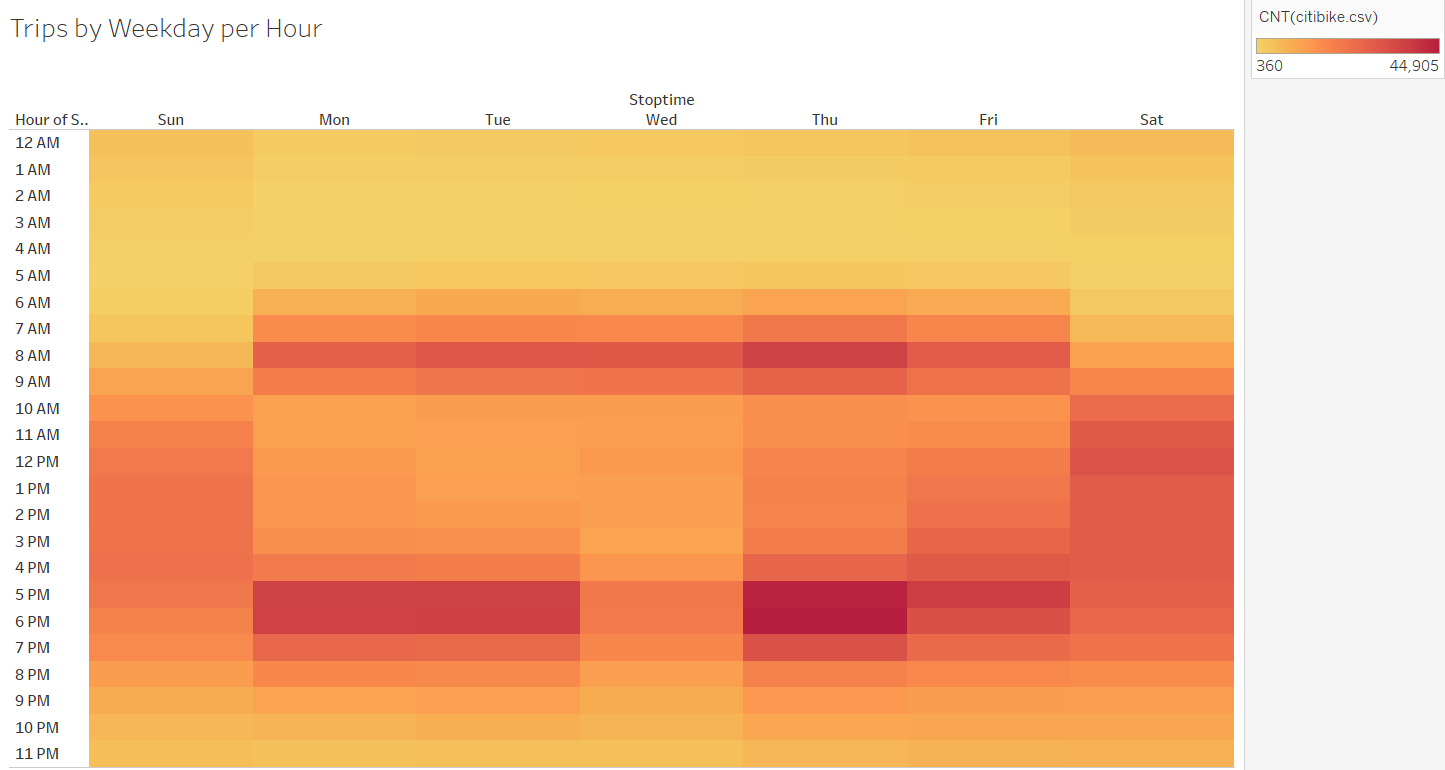 Trips by Weekday per Hour
CNT(citibike.csv)
360 44,905
Stoptime
Hour of S.. Sun Mon Tue Wed Thu Fri Sat
12 AM
1 AM
2 AM
3 AM
4 AM
5 AM
6 AM
7 AM
8 AM
9 AM
10 AM
11 AM
12 PM
1 PM
2 PM
3 PM
4 PM
5 PM
6 PM
7 PM
8 PM
9 PM
10 PM
11 PM